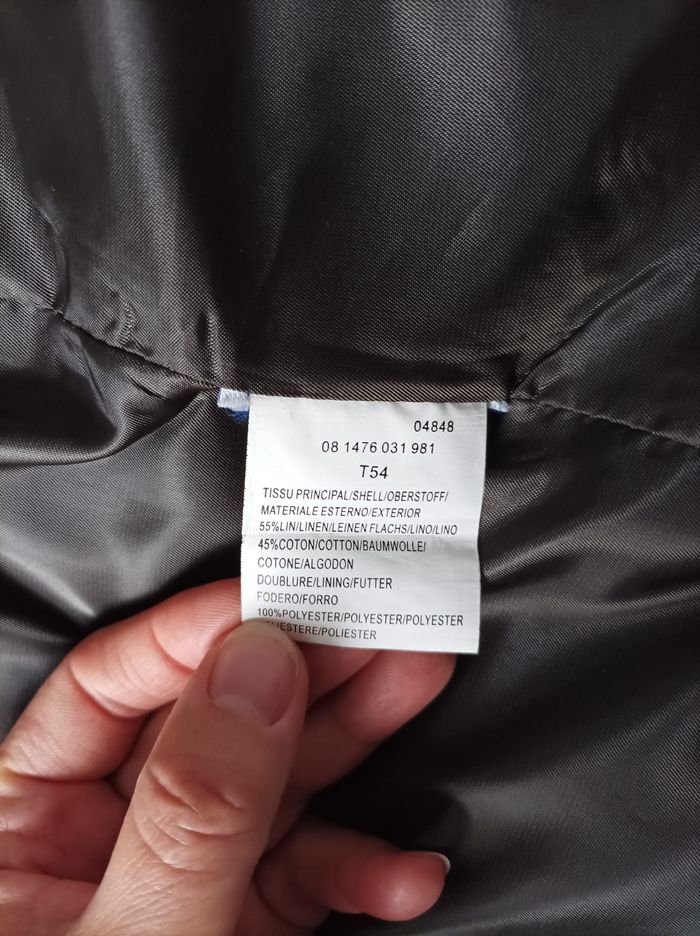 04848
08 1476 031 981
T54
TISSU PRINCIPAL/SHELL/OBERSTOFF/
MATERIALE ESTERNO/EXTERIOR
55%LIN/LINEN/LEINEN FLACHS/LINO/LINO
45%COTON/COTTON/BAUMWOLLE/
COTONE/ALGODON
DOUBLURE/LINING/FUTTER
FODERO/FORRO
100%POLYESTER/POLYESTER/POLYESTER
/POLIESTER